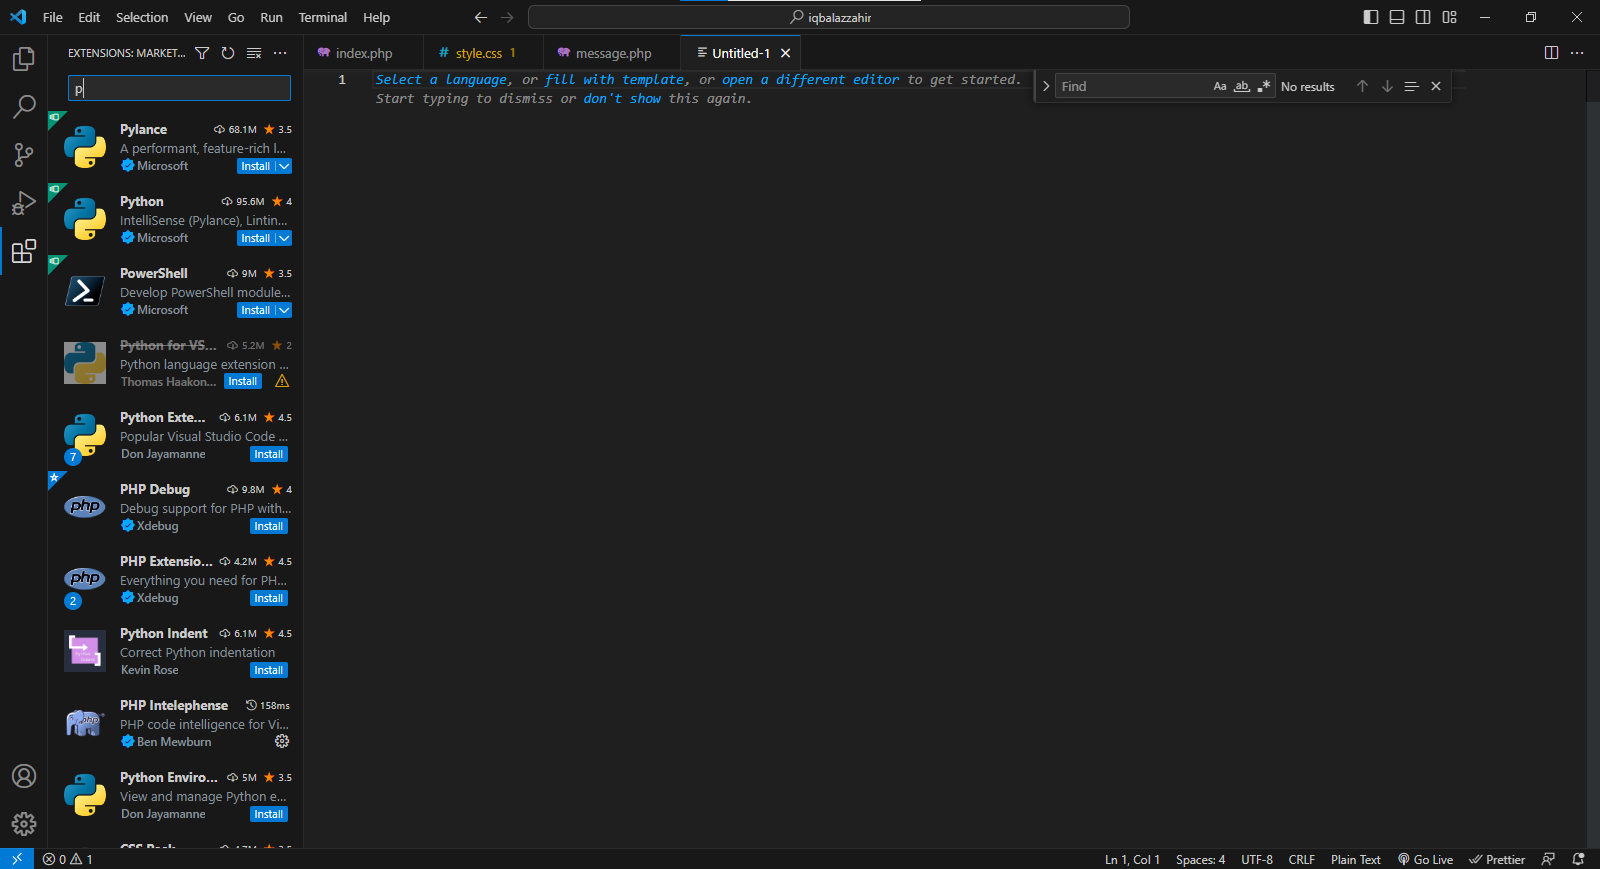 File Edit Selection View Go Run Terminal Help
iqbalazzahir
EXTENSIONS: MARKET...
index.php
# style.css 1
message.php
Untitled-1
p
1 Select a language, or fill with template, or open a different editor to get started.
Start typing to dismiss or don't show this again.
Find Aa ab .* No results
Pylance 68.1M 3.5
A performant, feature-rich l...
Microsoft Install
Python 95.6M 4
IntelliSense (Pylance), Lintin...
Microsoft Install
PowerShell 9M 3.5
Develop PowerShell module...
Microsoft Install
Python for VS... 5.2M 2
Python language extension ...
Thomas Haakon... Install
Python Exte... 6.1M 4.5
Popular Visual Studio Code ...
7 Don Jayamanne Install
PHP Debug 9.8M 4
php Debug support for PHP with...
Xdebug Install
PHP Extensio... 4.2M 4.5
php Everything you need for PH...
2 Xdebug Install
Python Indent 6.1M 4.5
Correct Python indentation
Kevin Rose Install
PHP Intelephense 158ms
php PHP code intelligence for Vi...
Ben Mewburn
Python Enviro... 5M 3.5
View and manage Python e...
Don Jayamanne Install
0 1 Ln 1, Col 1 Spaces: 4 UTF-8 CRLF Plain Text Go Live Prettier